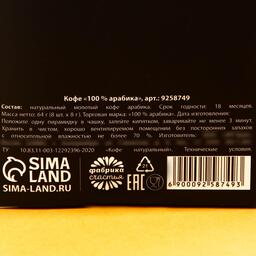 Кофе «100 % арабика», арт.: 9258749
Состав: натуральный молотый кофе арабика. Срок годности: 18 месяцев.
Масса: 64 г (8 шт. х 8 г.) Торговая марка: «100 % арабика». Дата изготовления:
Положите одну пирамидку в чашку, залейте кипятком, заваривайте не менее 3 минут.
Хранить в чистом, хорошо вентилируемом помещении без посторонних запахов
с относительной влажностью не более 70 %.
ТУ 10.83.11-003-12292396-2020 «Кофе натуральный». Технические условия.
SIMA
LAND
SIMA-LAND.RU
фабрика
счастья
21
EAC
6 900092 587493